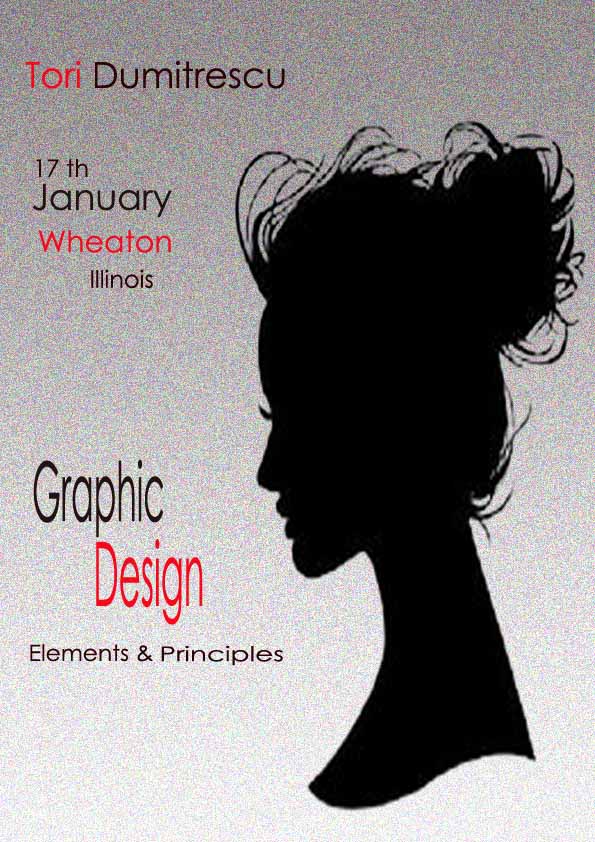 Tori Dumitrescu
17 th
January
Wheaton
Illinois
Graphic
Design
Elements & Principles